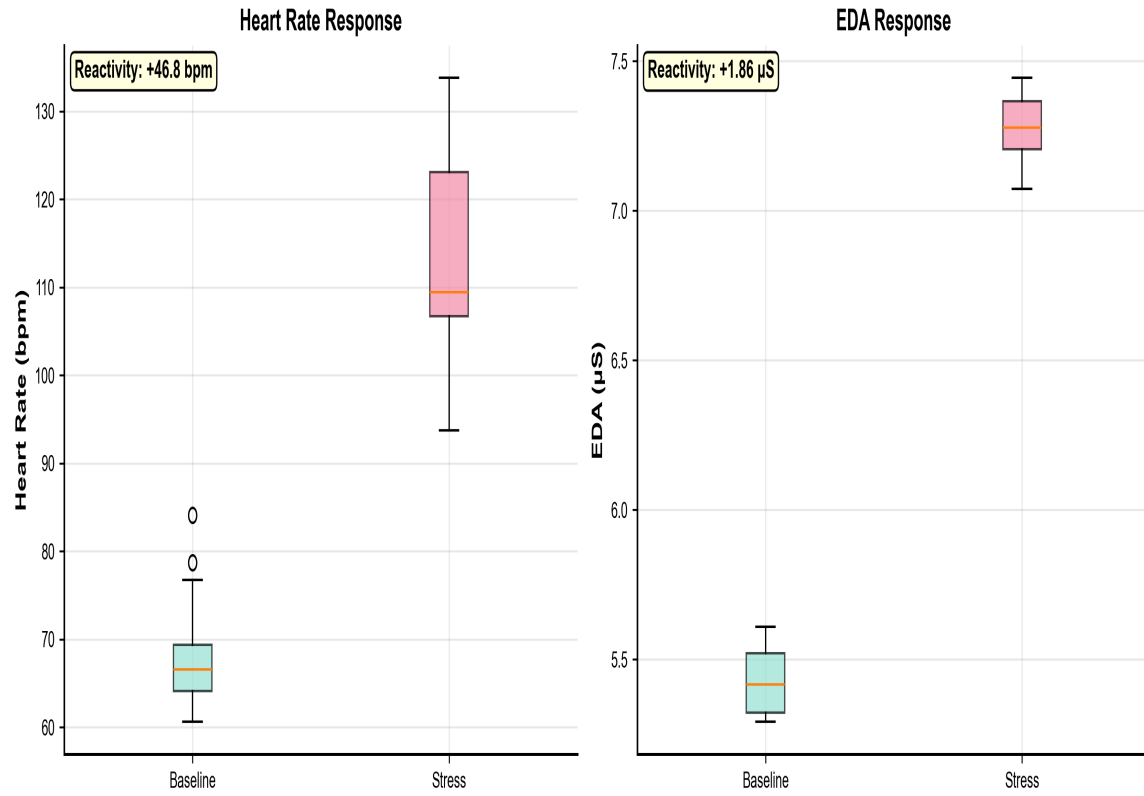 Heart Rate Response
Reactivity: +46.8 bpm
Heart Rate (bpm)
130
120
110
100
90
80
70
60
Baseline
Stress
EDA Response
Reactivity: +1.86 µS
EDA (µS)
7.5
7.0
6.5
6.0
5.5
Baseline
Stress